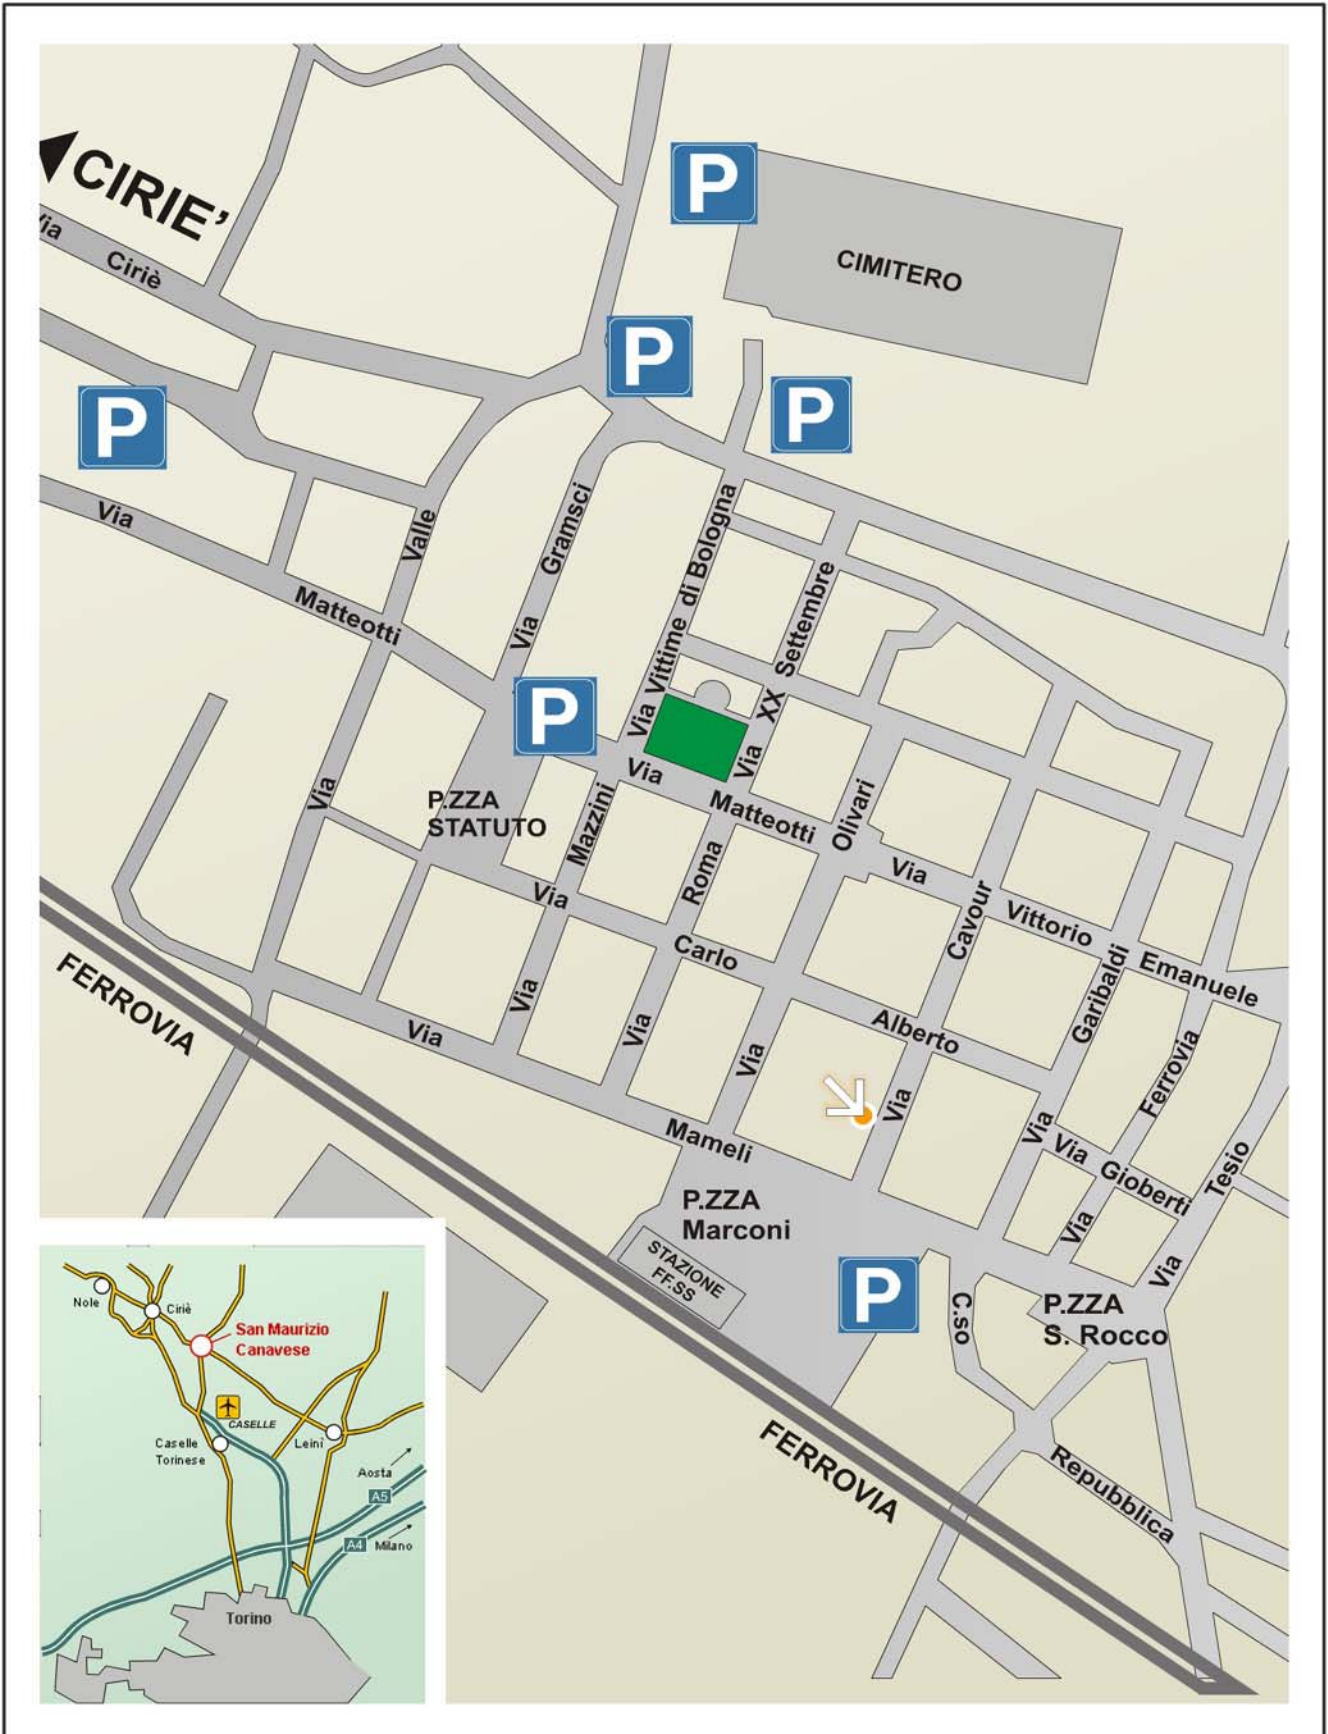 CIRIE'
Via
Ciriè
P
CIMITERO
P
P
P
Via
Matteotti
Via
Valle
Via
Gramsci
Via Vittime di Bologna
Via XX Settembre
P
P.ZZA
STATUTO
Via
Matteotti
Via
Mazzini
Via
Roma
Via
Olivari
Via
Vittorio
Emanuele
Via
Cavour
Via
Garibaldi
Via
Ferrovia
Via
Tesio
Via
Carlo
Alberto
Via
Gioberti
Via
Mameli
FERROVIA
P.ZZA
Marconi
STAZIONE
FF.SS
P
C.so
Repubblica
P.ZZA
S. Rocco
FERROVIA
Nole
Ciriè
San Maurizio
Canavese
CASELLE
Caselle
Torinese
Leinì
Aosta
A5
A4
Milano
Torino